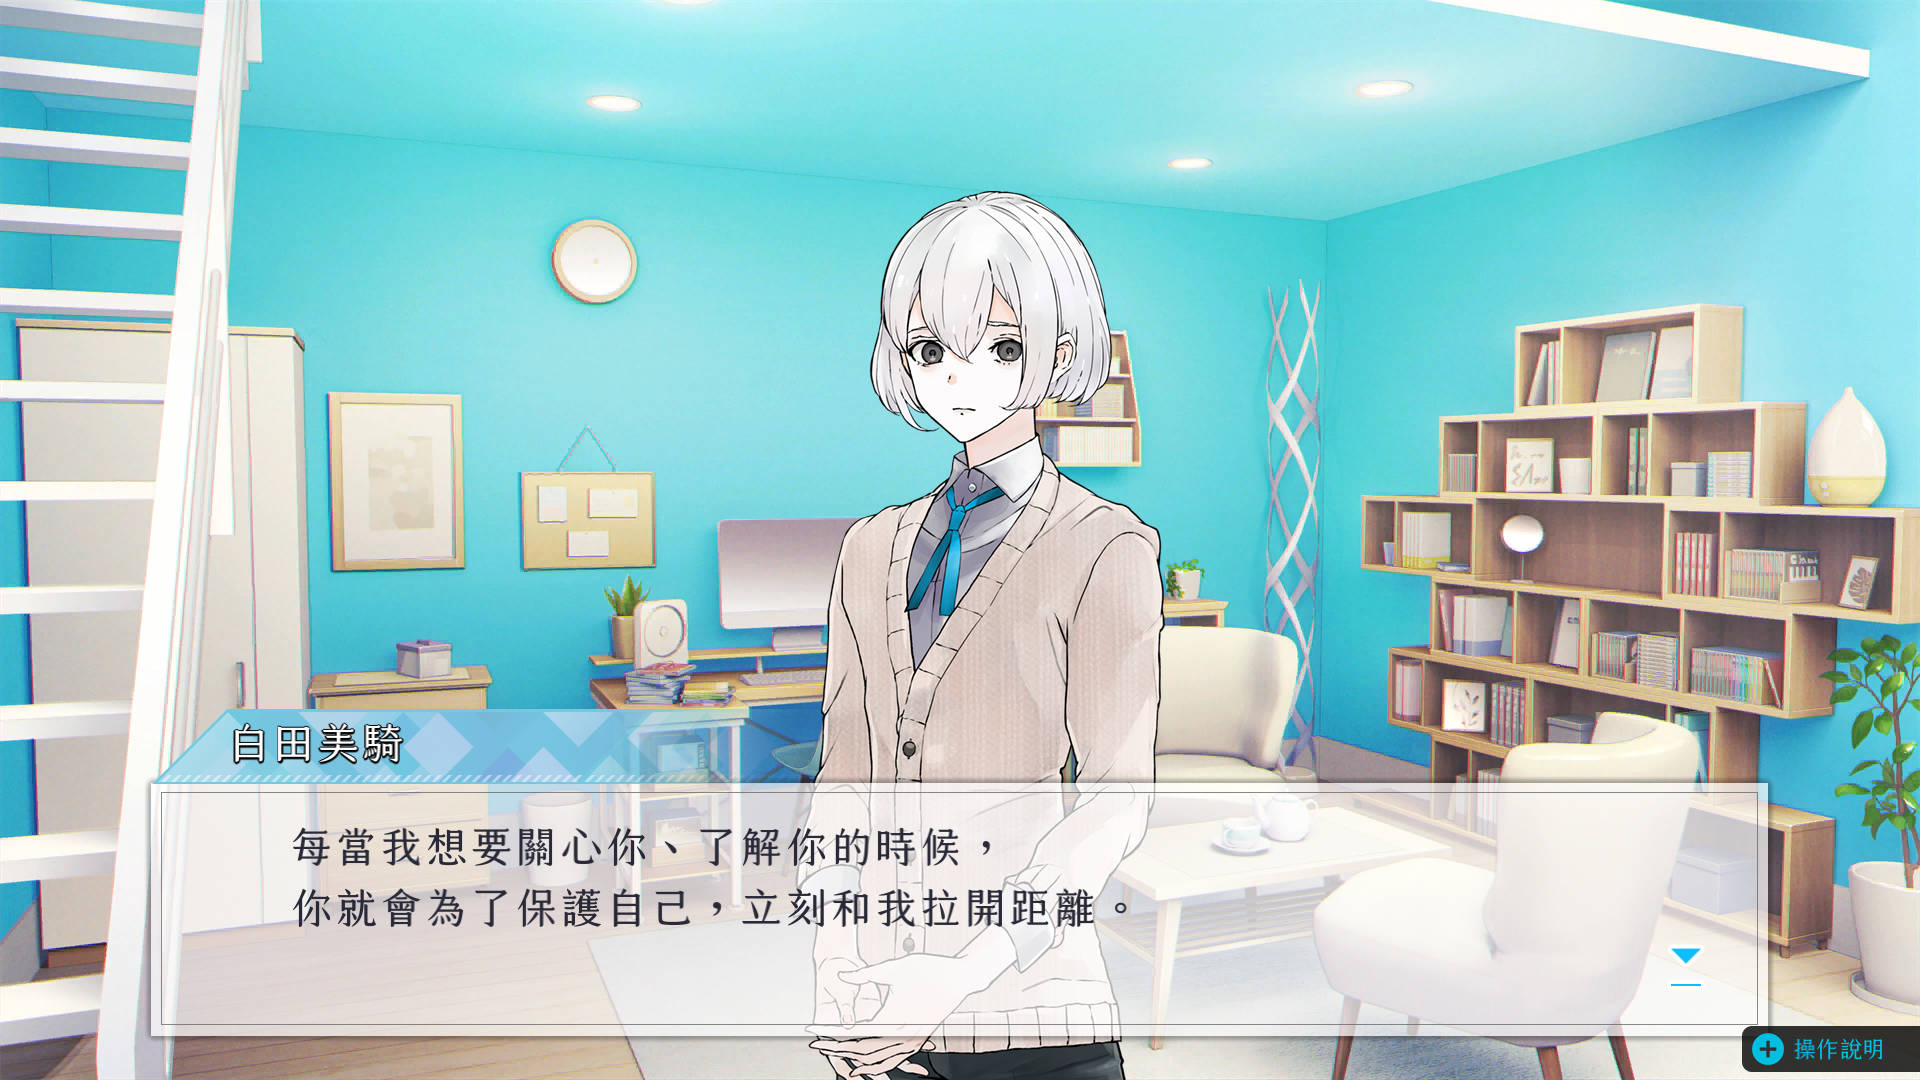 白田美騎
每當我想要關心你、了解你的時候，
你就會為了保護自己，立刻和我拉開距離。
操作說明